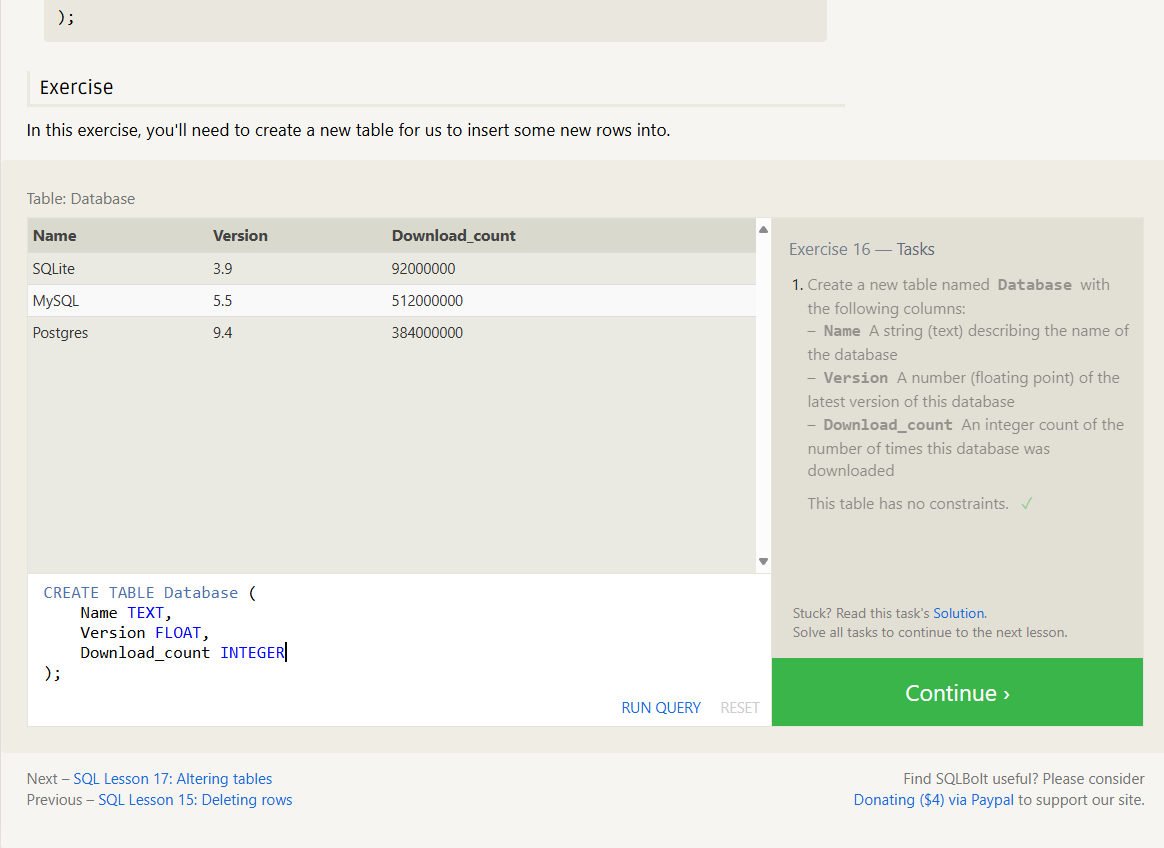 );
Exercise
In this exercise, you'll need to create a new table for us to insert some new rows into.
Table: Database
Name Version Download_count
SQLite 3.9 92000000
MySQL 5.5 512000000
Postgres 9.4 384000000
Exercise 16 — Tasks
1. Create a new table named Database with
the following columns:
– Name A string (text) describing the name of
the database
– Version A number (floating point) of the
latest version of this database
– Download_count An integer count of the
number of times this database was
downloaded
This table has no constraints. ✓
CREATE TABLE Database (
    Name TEXT,
    Version FLOAT,
    Download_count INTEGER
);
RUN QUERY RESET
Stuck? Read this task's Solution.
Solve all tasks to continue to the next lesson.
Continue ›
Next – SQL Lesson 17: Altering tables
Previous – SQL Lesson 15: Deleting rows
Find SQLBolt useful? Please consider
Donating ($4) via Paypal to support our site.